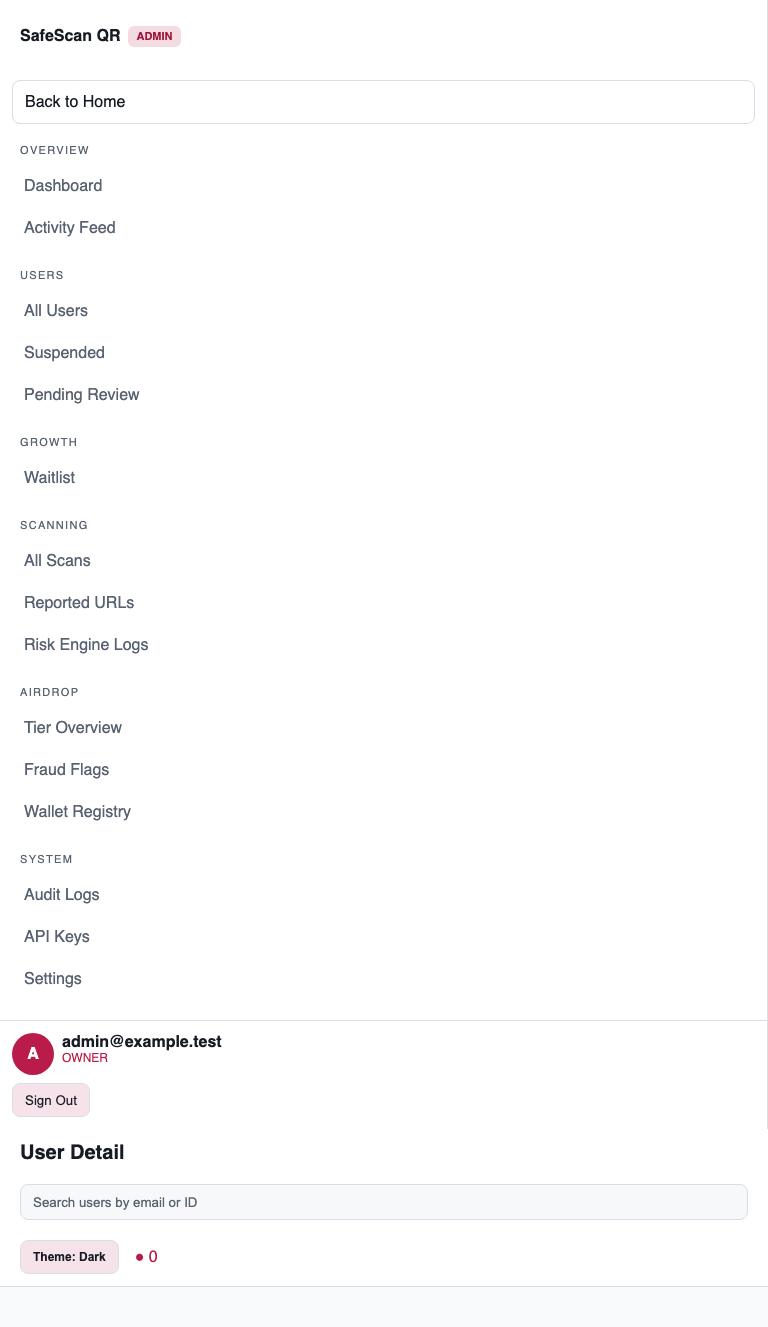 SafeScan QR ADMIN
Back to Home
OVERVIEW
Dashboard
Activity Feed
USERS
All Users
Suspended
Pending Review
GROWTH
Waitlist
SCANNING
All Scans
Reported URLs
Risk Engine Logs
AIRDROP
Tier Overview
Fraud Flags
Wallet Registry
SYSTEM
Audit Logs
API Keys
Settings
A
admin@example.test
OWNER
Sign Out
User Detail
Search users by email or ID
Theme: Dark ● 0